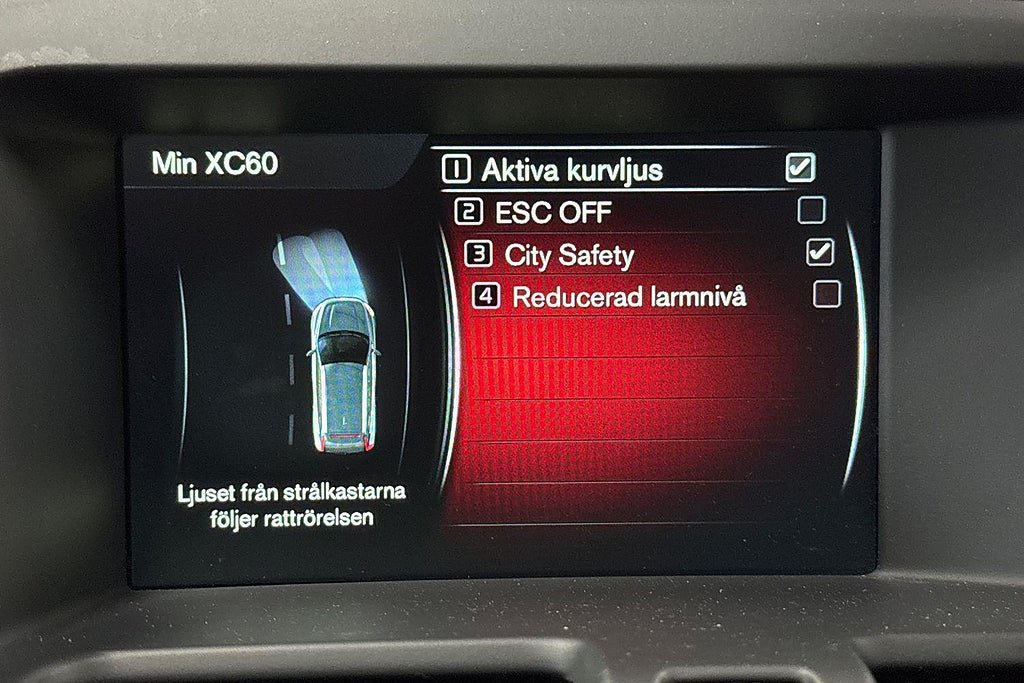 Min XC60
1 Aktiva kurvljus
2 ESC OFF
3 City Safety
4 Reducerad larmnivå
Ljuset från strålkastarna
följer rattrörelsen